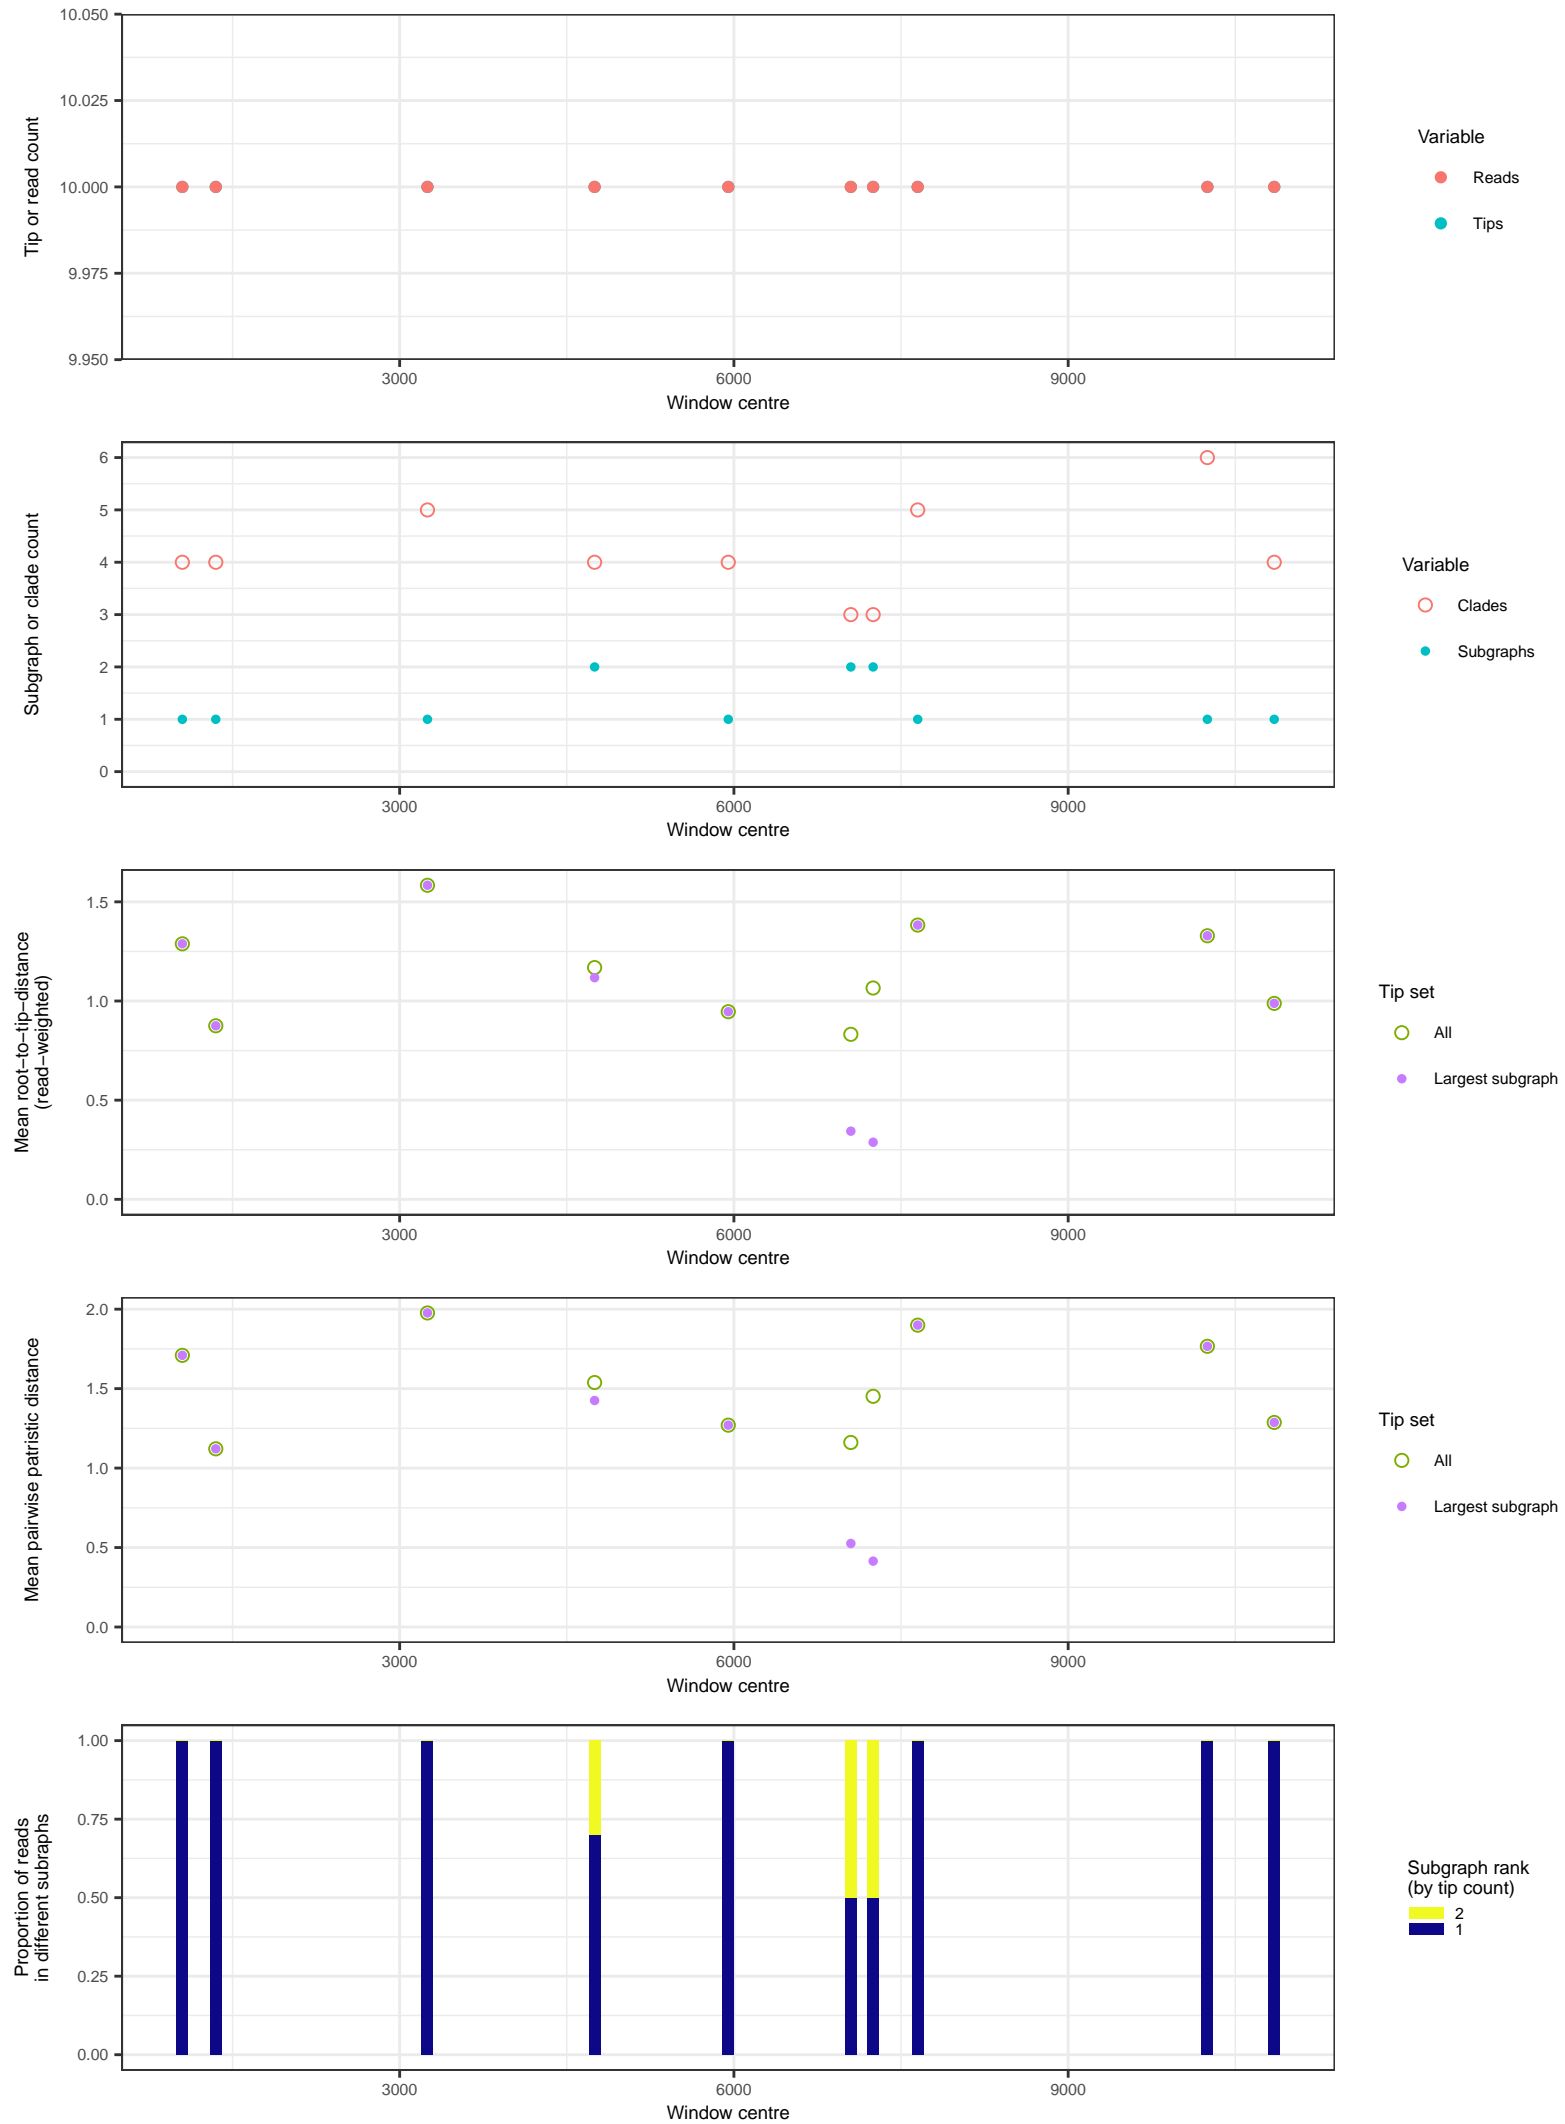 10.050
10.025
10.000
9.975
9.950
Tip or read count
3000
6000
9000
Window centre
Variable
Reads
Tips
6
5
4
3
2
1
0
Subgraph or clade count
3000
6000
9000
Window centre
Variable
Clades
Subgraphs
1.5
1.0
0.5
0.0
Mean root−to−tip−distance
(read−weighted)
3000
6000
9000
Window centre
Tip set
All
Largest subgraph
2.0
1.5
1.0
0.5
0.0
Mean pairwise patristic distance
3000
6000
9000
Window centre
Tip set
All
Largest subgraph
1.00
0.75
0.50
0.25
0.00
Proportion of reads
in different subraphs
3000
6000
9000
Window centre
Subgraph rank
(by tip count)
2
1